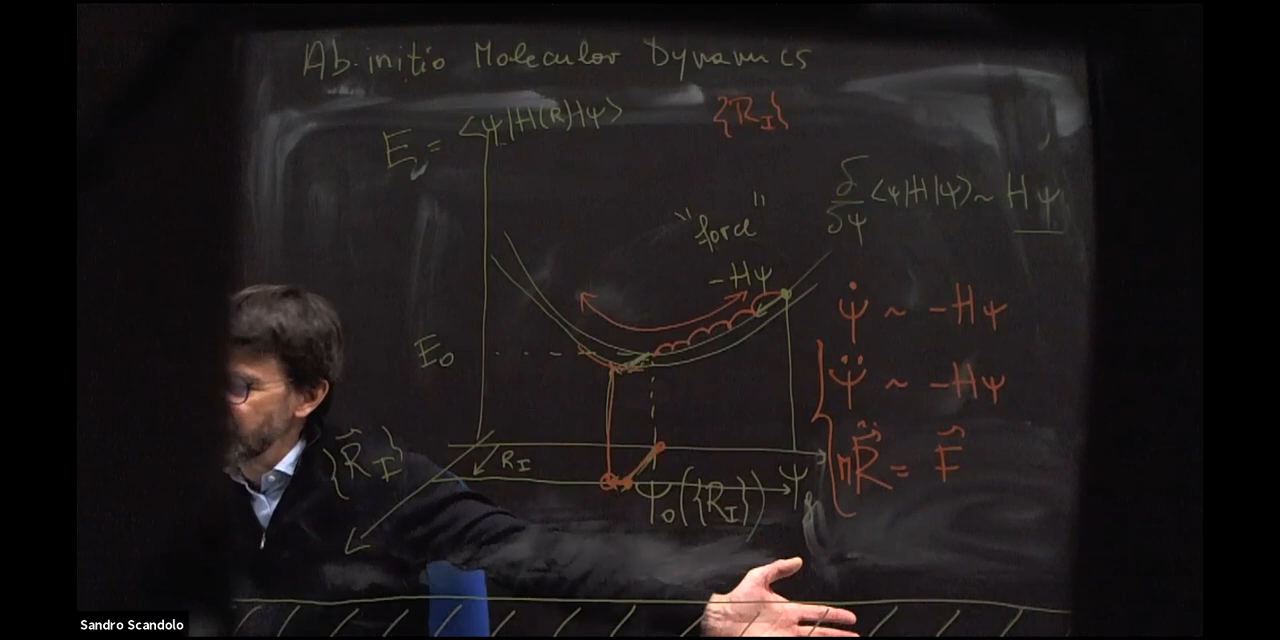 Ab-initio Molecular Dynamics
E = <ψ|H(R)|ψ>
{R_I}
δ/δψ <ψ|H|ψ> ~ Hψ
"force"
-Hψ
ψ̇ ~ -Hψ
E₀
ψ̈ ~ -Hψ
{R⃗_I}
R_I
mR̈⃗ = F⃗
ψ₀({R_I})
ψ
Sandro Scandolo